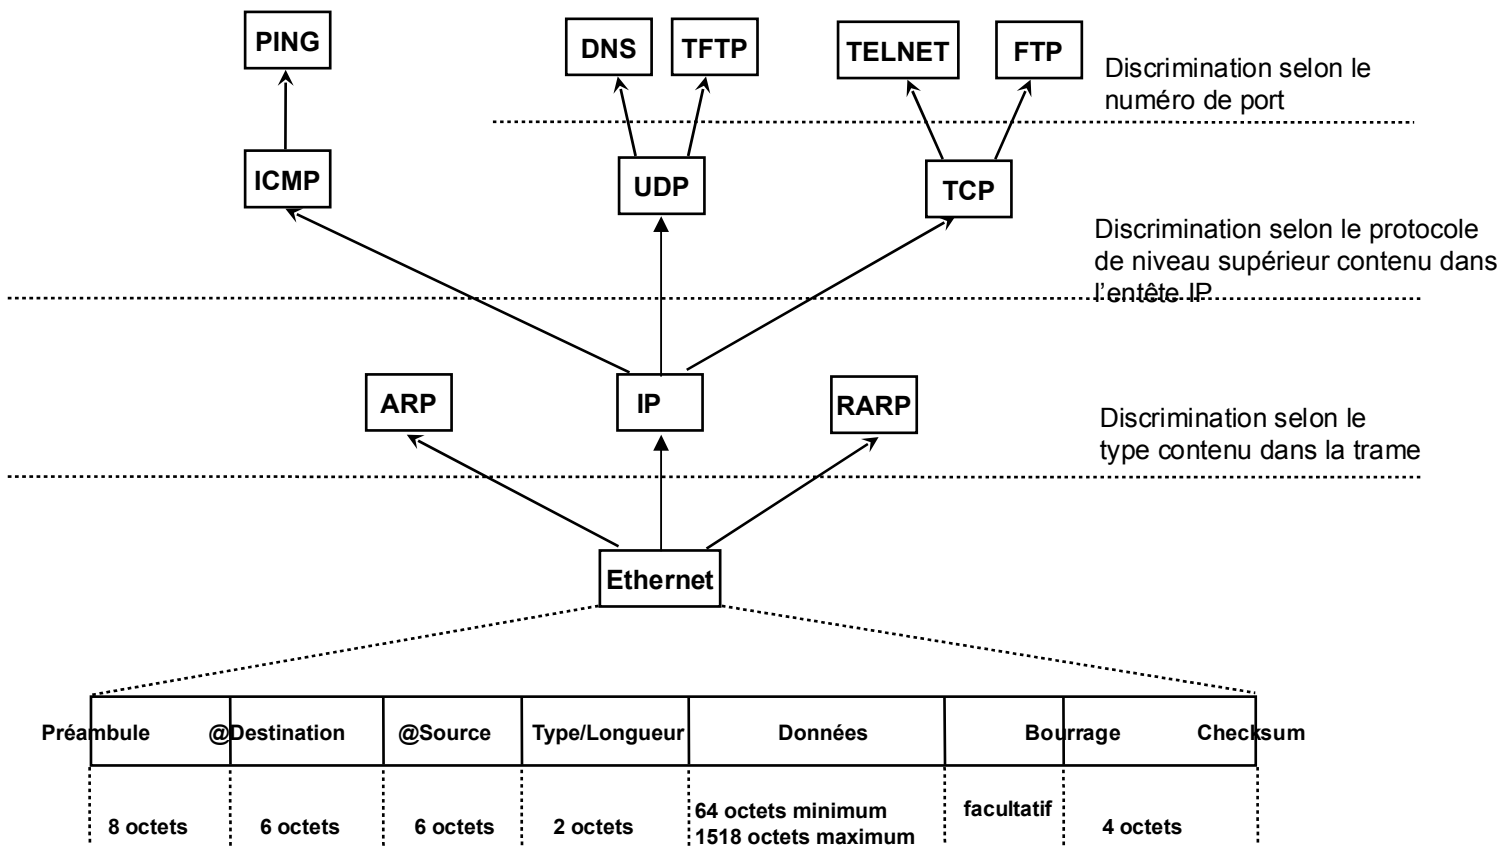 PING
DNS
TFTP
TELNET
FTP
Discrimination selon le
numéro de port
ICMP
UDP
TCP
Discrimination selon le protocole
de niveau supérieur contenu dans
l'entête IP
ARP
IP
RARP
Discrimination selon le
type contenu dans la trame
Ethernet
Préambule
@Destination
@Source
Type/Longueur
Données
Bourrage
Checksum
8 octets
6 octets
6 octets
2 octets
64 octets minimum
1518 octets maximum
facultatif
4 octets